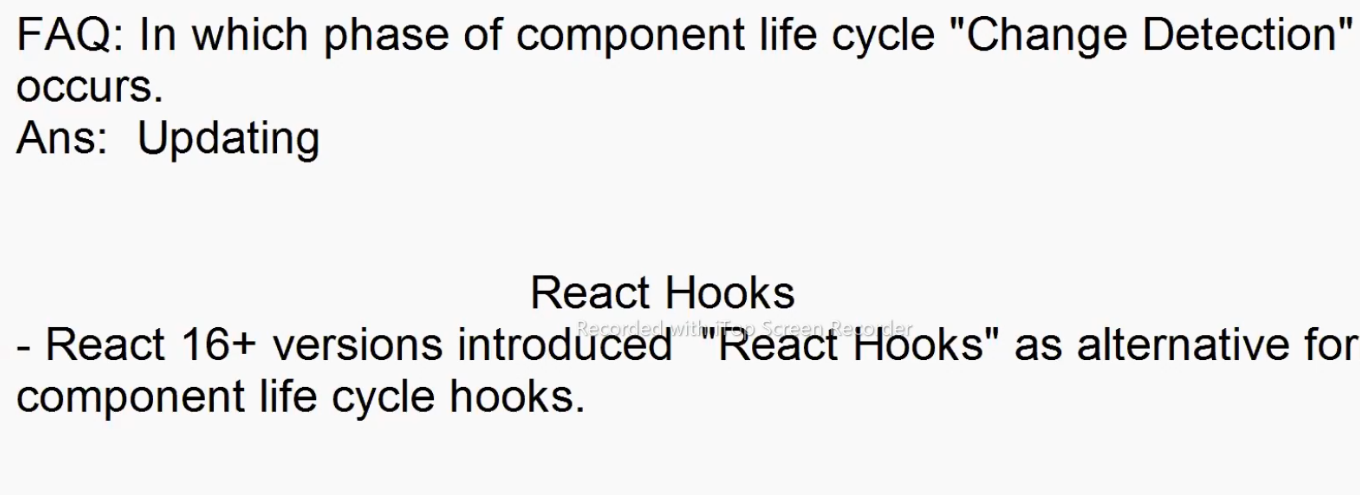 FAQ: In which phase of component life cycle "Change Detection"
occurs.
Ans: Updating
React Hooks
Recorded with iTop Screen Recorder
- React 16+ versions introduced "React Hooks" as alternative for
component life cycle hooks.